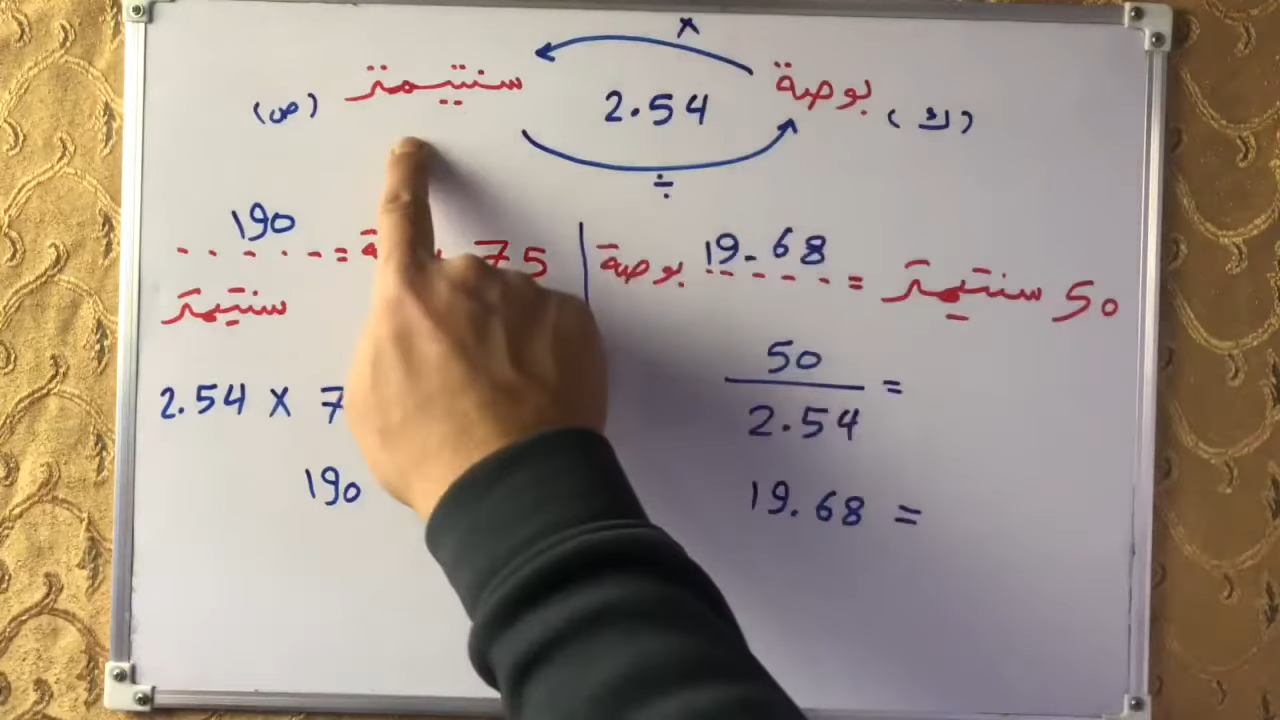 ×
(ك) بوصة 2.54 سنتيمتر (ص)
÷
50 سنتيمتر = 19.68 بوصة
75 = 190
سنتيمتر
50
2.54 =
19.68 =
2.54 × 7
190